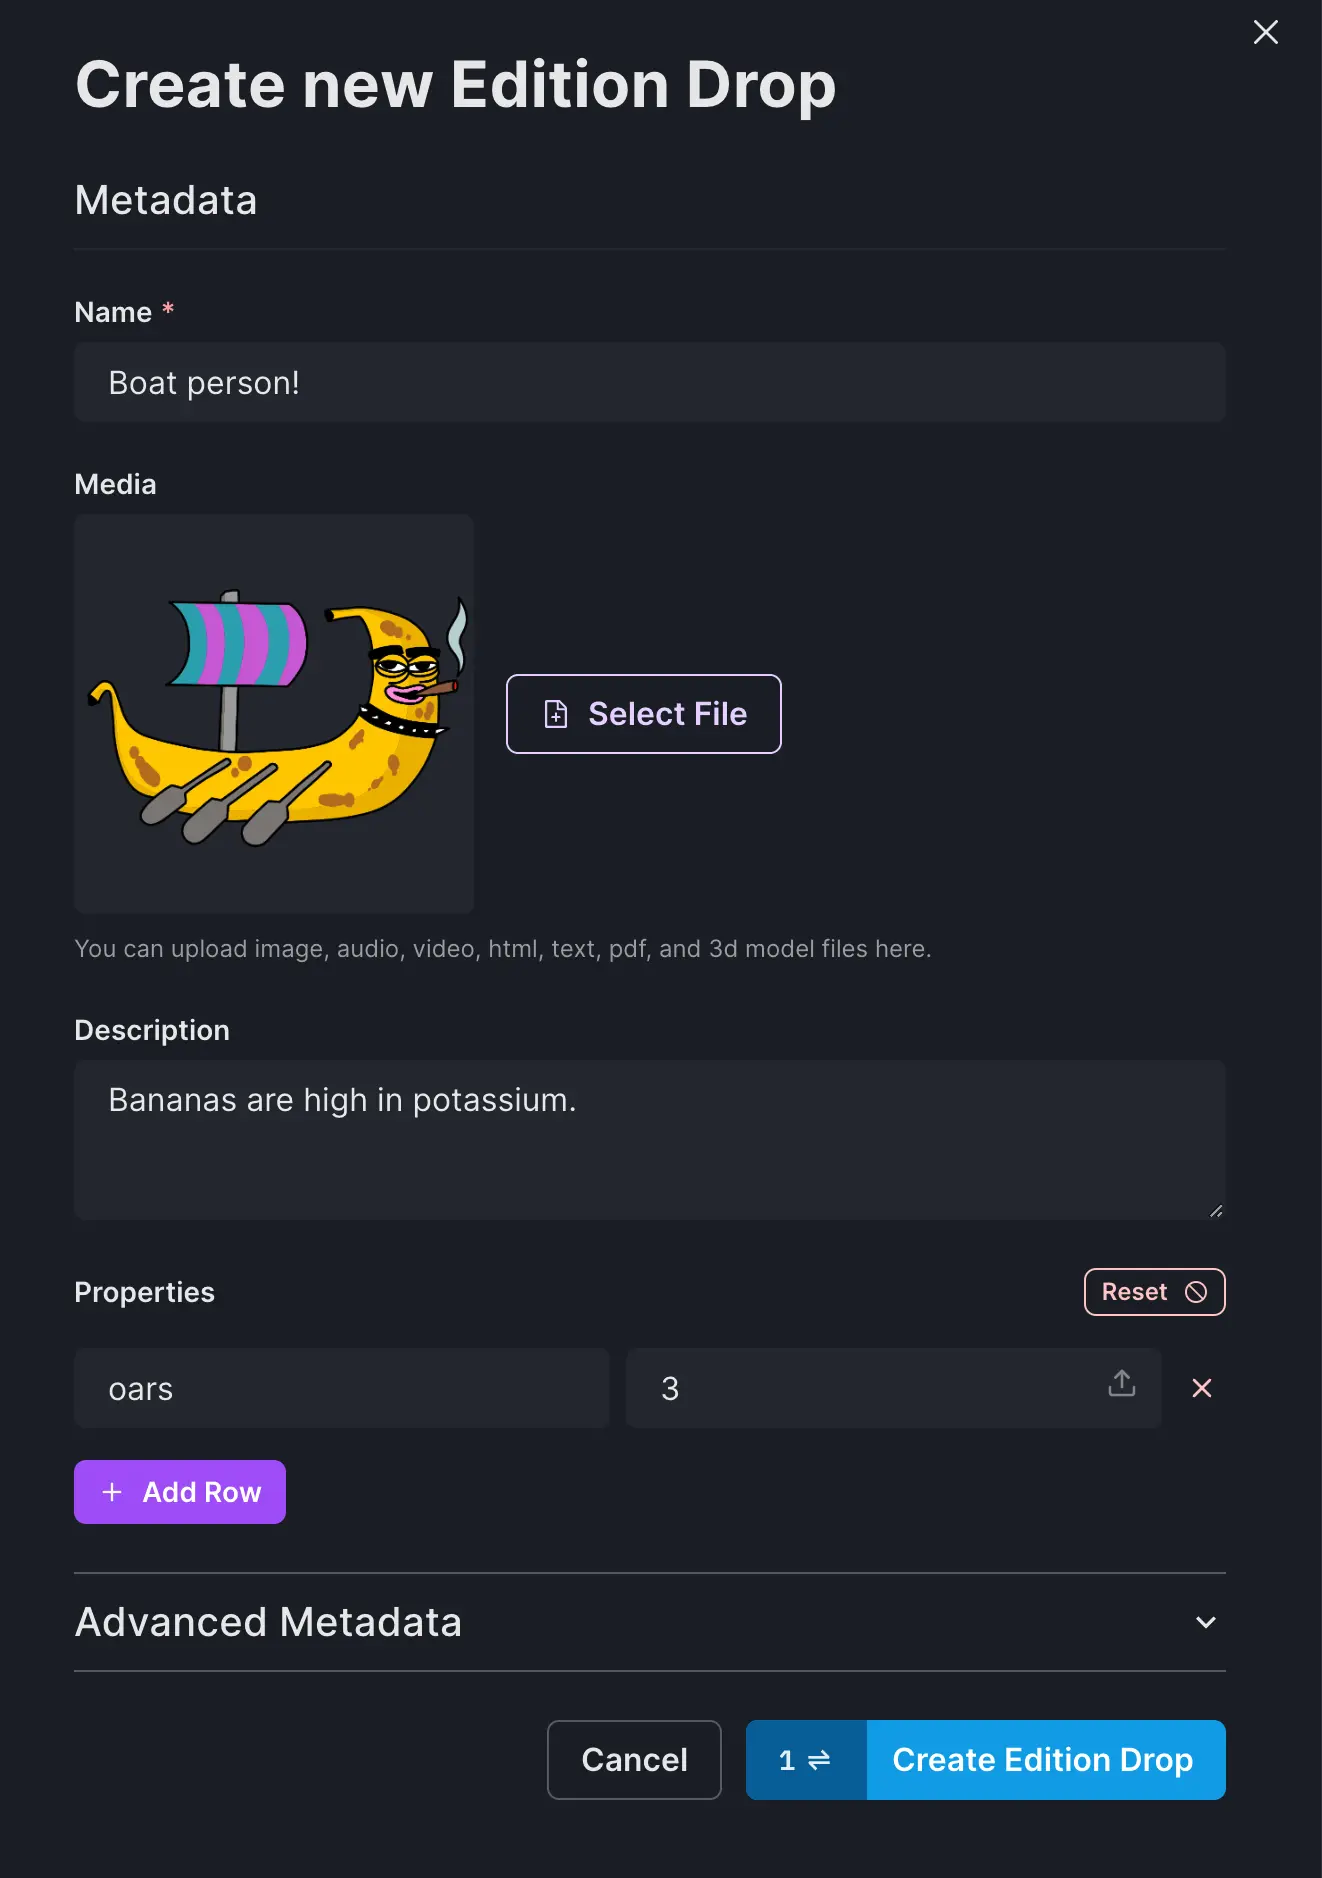 Create new Edition Drop
Metadata
Name *
Boat person!
Media
Select File
You can upload image, audio, video, html, text, pdf, and 3d model files here.
Description
Bananas are high in potassium.
Properties
Reset
oars
3
+ Add Row
Advanced Metadata
Cancel
1 ⇌
Create Edition Drop